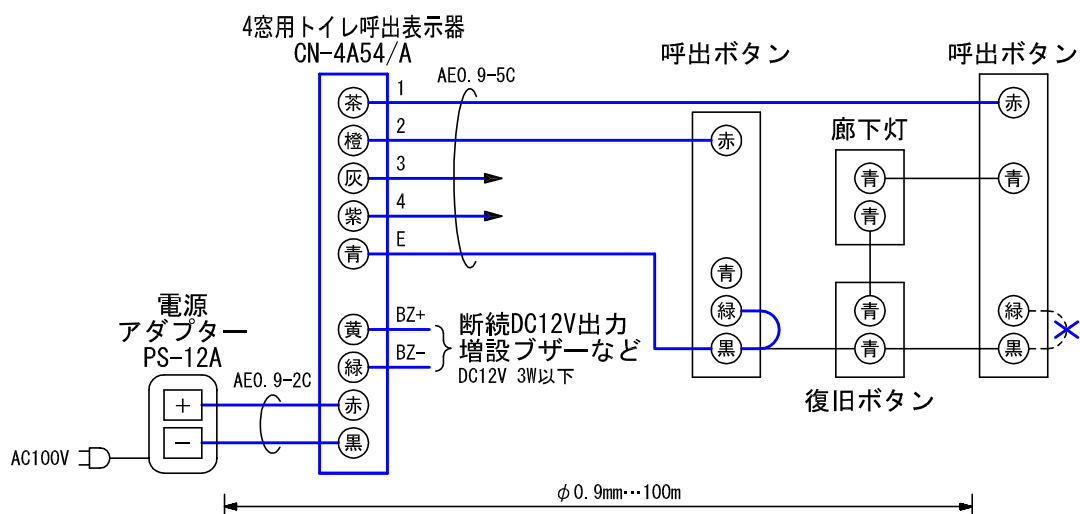 4窓用トイレ呼出表示器
CN-4A54/A
AE0.9-5C
呼出ボタン
呼出ボタン
茶
1
赤
橙
2
赤
廊下灯
灰
3
青
青
紫
4
青
青
E
青
電源
アダプター
PS-12A
黄
BZ+
緑
BZ-
断続DC12V出力
増設ブザーなど
DC12V 3W以下
緑
青
緑
黒
青
黒
復旧ボタン
AE0.9-2C
+
赤
-
黒
AC100V
φ0.9mm…100m